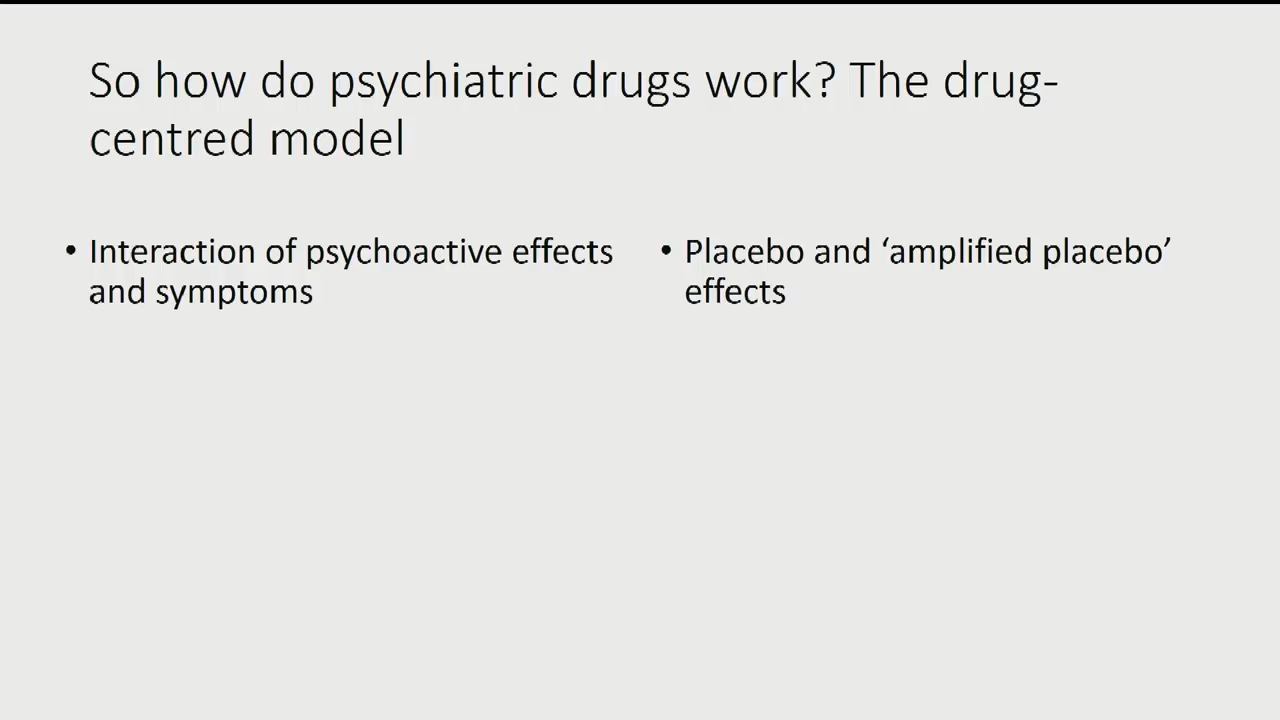 So how do psychiatric drugs work? The drug-
centred model
• Interaction of psychoactive effects
and symptoms
• Placebo and ‘amplified placebo’
effects